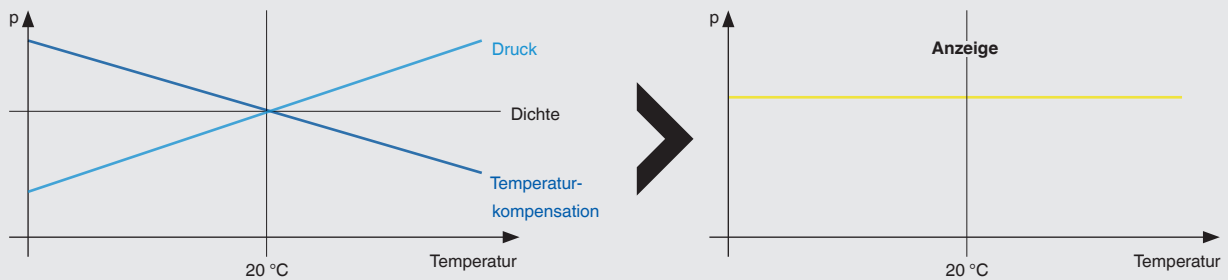 p
Druck
Dichte
Temperatur-
kompensation
20 °C
Temperatur
p
Anzeige
20 °C
Temperatur